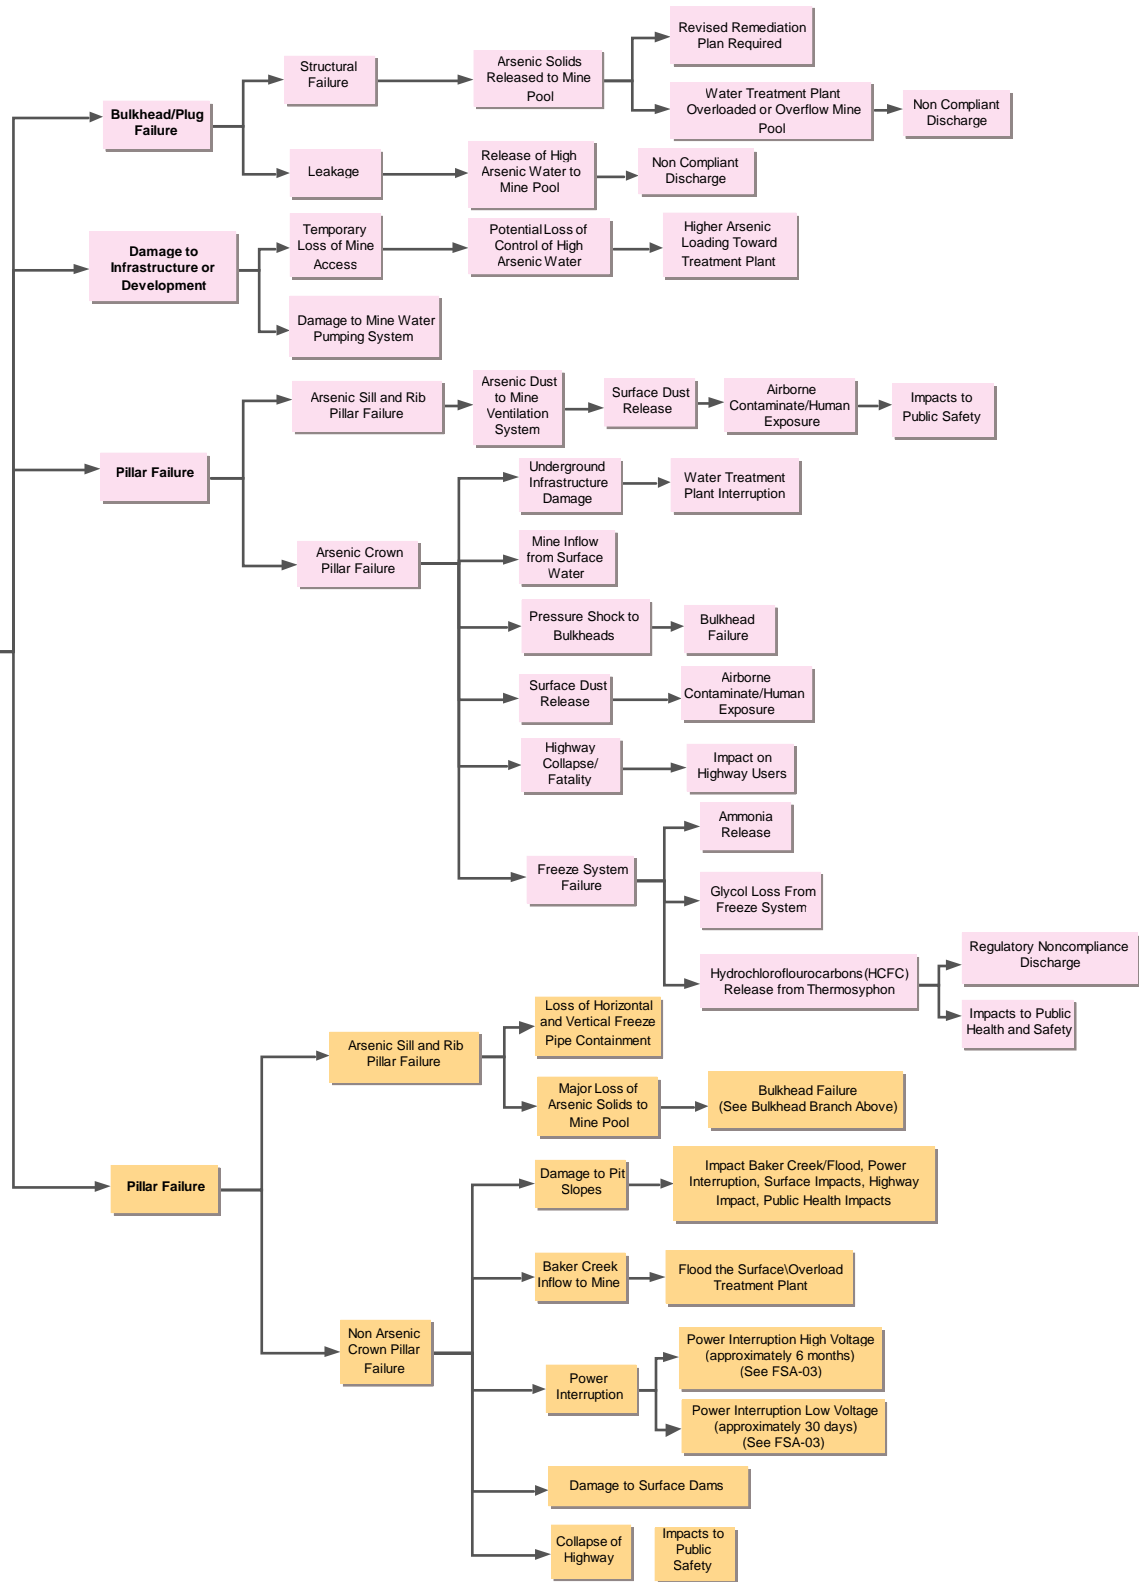 Revised Remediation
Plan Required
Structural
Failure
Arsenic Solids
Released to Mine
Pool
Water Treatment Plant
Overloaded or Overflow Mine
Pool
Non Compliant
Discharge
Bulkhead/Plug
Failure
Leakage
Release of High
Arsenic Water to
Mine Pool
Non Compliant
Discharge
Damage to
Infrastructure or
Development
Temporary
Loss of Mine
Access
Potential Loss of
Control of High
Arsenic Water
Higher Arsenic
Loading Toward
Treatment Plant
Damage to Mine Water
Pumping System
Pillar Failure
Arsenic Sill and Rib
Pillar Failure
Arsenic Dust
to Mine
Ventilation
System
Surface Dust
Release
Airborne
Contaminate/Human
Exposure
Impacts to
Public Safety
Arsenic Crown
Pillar Failure
Underground
Infrastructure
Damage
Water Treatment
Plant Interruption
Mine Inflow
from Surface
Water
Pressure Shock to
Bulkheads
Bulkhead
Failure
Surface Dust
Release
Airborne
Contaminate/Human
Exposure
Highway
Collapse/
Fatality
Impact on
Highway Users
Freeze System
Failure
Ammonia
Release
Glycol Loss From
Freeze System
Hydrochloroflourocarbons(HCFC)
Release from Thermosyphon
Regulatory Noncompliance
Discharge
Impacts to Public
Health and Safety
Pillar Failure
Arsenic Sill and Rib
Pillar Failure
Loss of Horizontal
and Vertical Freeze
Pipe Containment
Major Loss of
Arsenic Solids to
Mine Pool
Bulkhead Failure
(See Bulkhead Branch Above)
Non Arsenic
Crown Pillar
Failure
Damage to Pit
Slopes
Impact Baker Creek/Flood, Power
Interruption, Surface Impacts, Highway
Impact, Public Health Impacts
Baker Creek
Inflow to Mine
Flood the Surface\Overload
Treatment Plant
Power
Interruption
Power Interruption High Voltage
(approximately 6 months)
(See FSA-03)
Power Interruption Low Voltage
(approximately 30 days)
(See FSA-03)
Damage to Surface Dams
Collapse of
Highway
Impacts to
Public
Safety